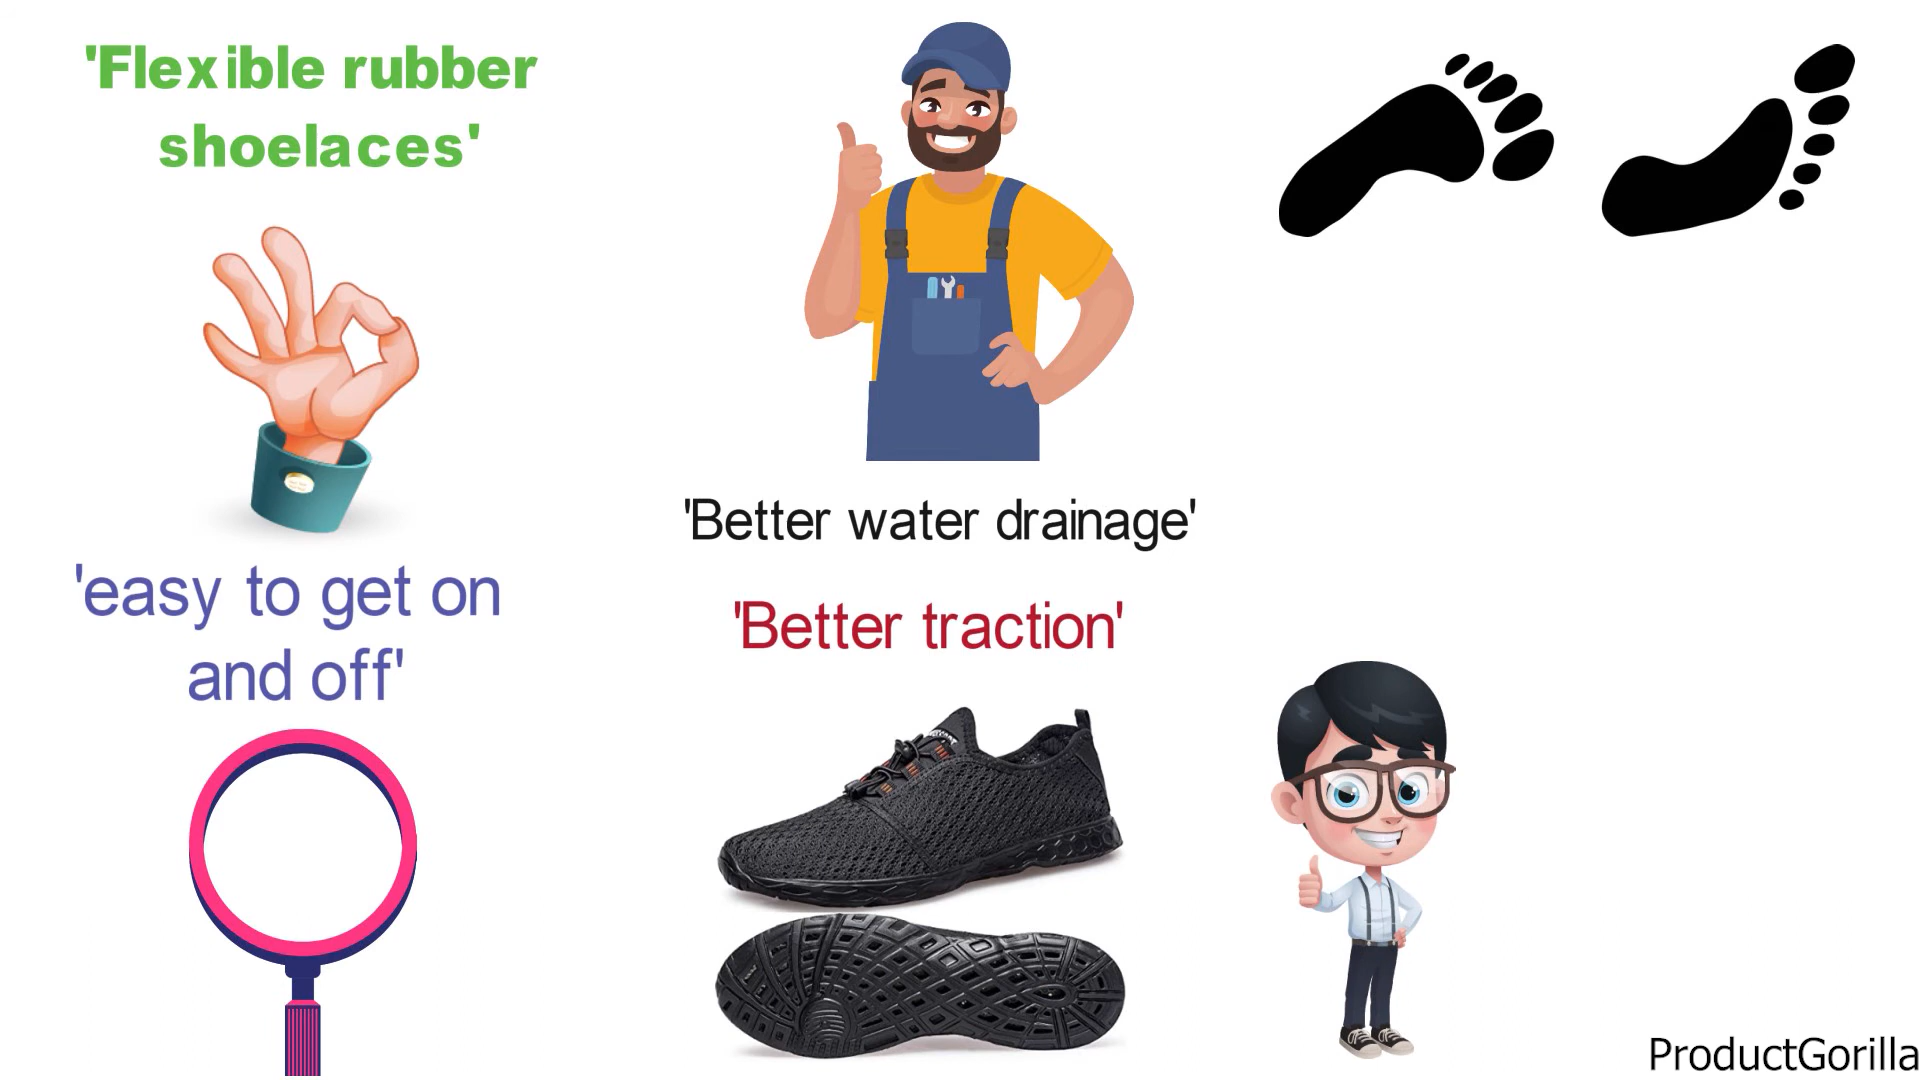 'Flexible rubber
shoelaces'
'easy to get on
and off'
'Better water drainage'
'Better traction'
ProductGorilla